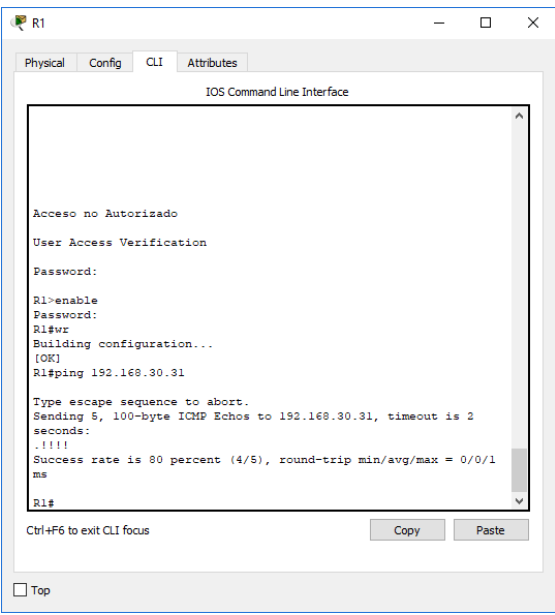 R1
Physical Config CLI Attributes
IOS Command Line Interface
Acceso no Autorizado
User Access Verification
Password:
R1>enable
Password:
R1#wr
Building configuration...
[OK]
R1#ping 192.168.30.31
Type escape sequence to abort.
Sending 5, 100-byte ICMP Echos to 192.168.30.31, timeout is 2
seconds:
.!!!!
Success rate is 80 percent (4/5), round-trip min/avg/max = 0/0/1
ms
R1#
Ctrl+F6 to exit CLI focus
Copy Paste
Top